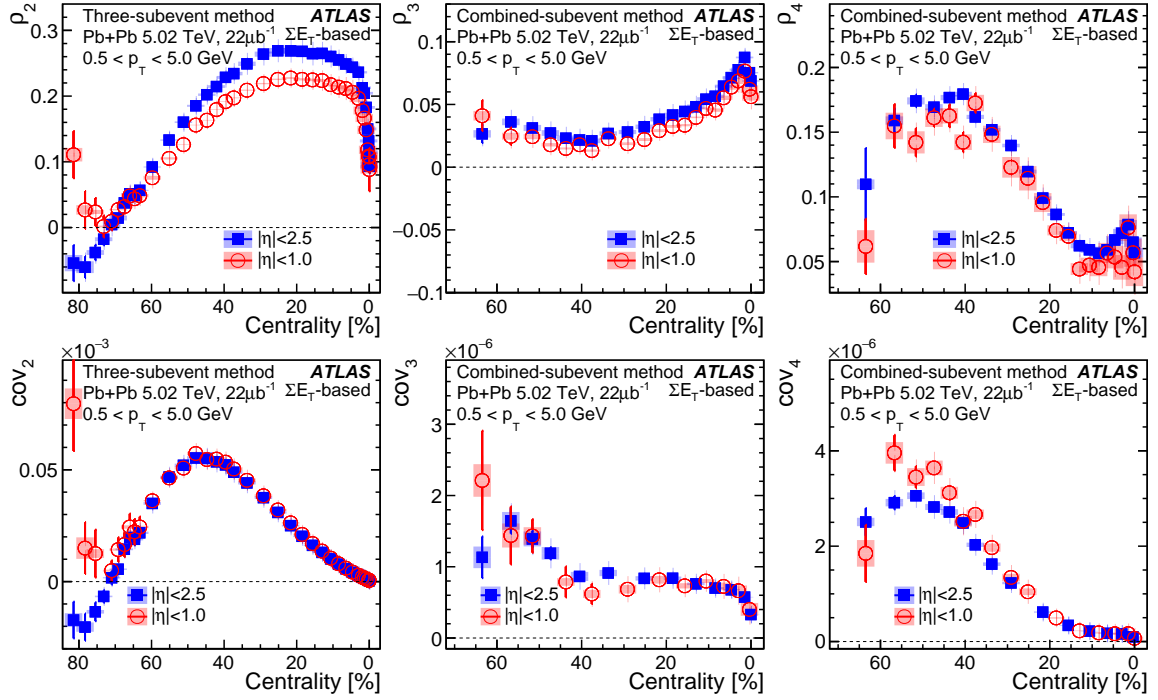 ρ₂
Three-subevent method ATLAS
Pb+Pb 5.02 TeV, 22μb⁻¹ ΣE_T-based
0.5 < p_T < 5.0 GeV
0.4
0.3
0.2
0.1
0
|η|<2.5
|η|<1.0
80 60 40 20 0
Centrality [%]
ρ₃
Combined-subevent method ATLAS
Pb+Pb 5.02 TeV, 22μb⁻¹ ΣE_T-based
0.5 < p_T < 5.0 GeV
0.1
0.05
0
−0.05
−0.1
|η|<2.5
|η|<1.0
60 40 20 0
Centrality [%]
ρ₄
Combined-subevent method ATLAS
Pb+Pb 5.02 TeV, 22μb⁻¹ ΣE_T-based
0.5 < p_T < 5.0 GeV
0.2
0.15
0.1
0.05
|η|<2.5
|η|<1.0
60 40 20 0
Centrality [%]
cov₂
×10⁻³
Three-subevent method ATLAS
Pb+Pb 5.02 TeV, 22μb⁻¹ ΣE_T-based
0.5 < p_T < 5.0 GeV
0.05
0
|η|<2.5
|η|<1.0
80 60 40 20 0
Centrality [%]
cov₃
×10⁻⁶
Combined-subevent method ATLAS
Pb+Pb 5.02 TeV, 22μb⁻¹ ΣE_T-based
0.5 < p_T < 5.0 GeV
3
2
1
0
|η|<2.5
|η|<1.0
60 40 20 0
Centrality [%]
cov₄
×10⁻⁶
Combined-subevent method ATLAS
Pb+Pb 5.02 TeV, 22μb⁻¹ ΣE_T-based
0.5 < p_T < 5.0 GeV
6
4
2
0
|η|<2.5
|η|<1.0
60 40 20 0
Centrality [%]